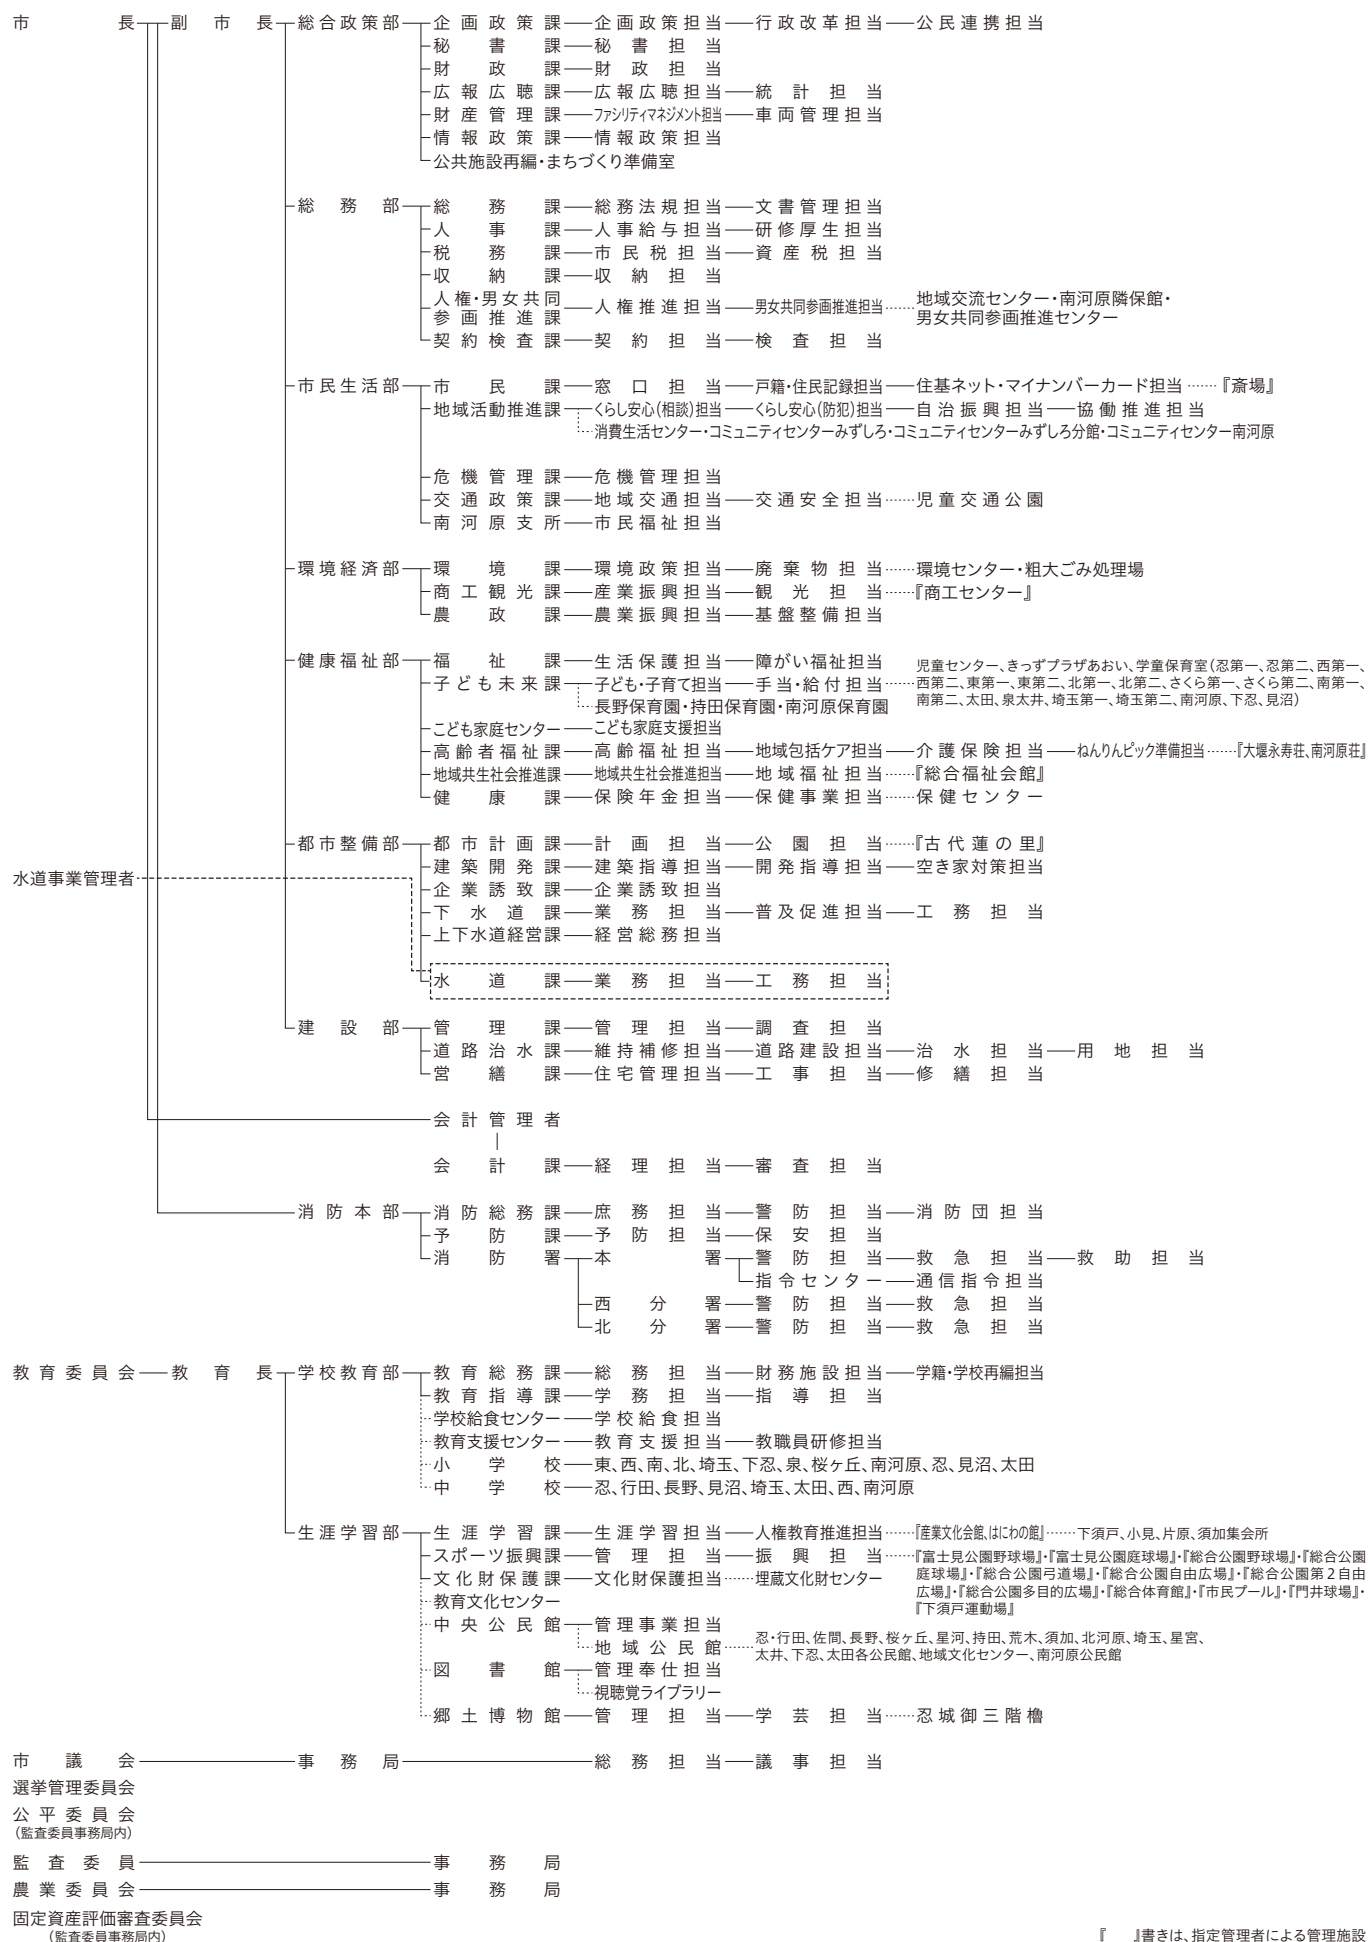 市長 副市長 総合政策部 企画政策課 企画政策担当 行政改革担当 公民連携担当
秘書課 秘書担当
財政課 財政担当
広報広聴課 広報広聴担当 統計担当
財産管理課 ファシリティマネジメント担当 車両管理担当
情報政策課 情報政策担当
公共施設再編・まちづくり準備室
総務部 総務課 総務法規担当 文書管理担当
人事課 人事給与担当 研修厚生担当
税務課 市民税担当 資産税担当
収納課 収納担当
人権・男女共同参画推進課 人権推進担当 男女共同参画推進担当 地域交流センター・南河原隣保館・
男女共同参画推進センター
契約検査課 契約担当 検査担当
市民生活部 市民課 窓口担当 戸籍・住民記録担当 住基ネット・マイナンバーカード担当 『斎場』
地域活動推進課 くらし安心(相談)担当 くらし安心(防犯)担当 自治振興担当 協働推進担当
消費生活センター・コミュニティセンターみずしろ・コミュニティセンターみずしろ分館・コミュニティセンター南河原
危機管理課 危機管理担当
交通政策課 地域交通担当 交通安全担当 児童交通公園
南河原支所 市民福祉担当
環境経済部 環境課 環境政策担当 廃棄物担当 環境センター・粗大ごみ処理場
商工観光課 産業振興担当 観光担当 『商工センター』
農政課 農業振興担当 基盤整備担当
健康福祉部 福祉課 生活保護担当 障がい福祉担当
子ども未来課 子ども・子育て担当 手当・給付担当 児童センター、きっずプラザあおい、学童保育室(忍第一、忍第二、西第一、
西第二、東第一、東第二、北第一、北第二、さくら第一、さくら第二、南第一、
南第二、太田、泉太井、埼玉第一、埼玉第二、南河原、下忍、見沼)
長野保育園・持田保育園・南河原保育園
こども家庭センター こども家庭支援担当
高齢者福祉課 高齢福祉担当 地域包括ケア担当 介護保険担当 ねんりんピック準備担当 『大堰永寿荘、南河原荘』
地域共生社会推進課 地域共生社会推進担当 地域福祉担当 『総合福祉会館』
健康課 保険年金担当 保健事業担当 保健センター
都市整備部 都市計画課 計画担当 公園担当 『古代蓮の里』
建築開発課 建築指導担当 開発指導担当 空き家対策担当
水道事業管理者
企業誘致課 企業誘致担当
下水道課 業務担当 普及促進担当 工務担当
上下水道経営課 経営総務担当
水道課 業務担当 工務担当
建設部 管理課 管理担当 調査担当
道路治水課 維持補修担当 道路建設担当 治水担当 用地担当
営繕課 住宅管理担当 工事担当 修繕担当
会計管理者
会計課 経理担当 審査担当
消防本部 消防総務課 庶務担当 警防担当 消防団担当
予防課 予防担当 保安担当
消防署 本署 警防担当 救急担当 救助担当
指令センター 通信指令担当
西分署 警防担当 救急担当
北分署 警防担当 救急担当
教育委員会 教育長 学校教育部 教育総務課 総務担当 財務施設担当 学籍・学校再編担当
教育指導課 学務担当 指導担当
学校給食センター 学校給食担当
教育支援センター 教育支援担当 教職員研修担当
小学校 東、西、南、北、埼玉、下忍、泉、桜ヶ丘、南河原、忍、見沼、太田
中学校 忍、行田、長野、見沼、埼玉、太田、西、南河原
生涯学習部 生涯学習課 生涯学習担当 人権教育推進担当 『産業文化会館、はにわの館』 下須戸、小見、片原、須加集会所
スポーツ振興課 管理担当 振興担当 『富士見公園野球場』・『富士見公園庭球場』・『総合公園野球場』・『総合公園
庭球場』・『総合公園弓道場』・『総合公園自由広場』・『総合公園第2自由
広場』・『総合公園多目的広場』・『総合体育館』・『市民プール』・『門井球場』・
『下須戸運動場』
文化財保護課 文化財保護担当 埋蔵文化財センター
教育文化センター
中央公民館 管理事業担当
地域公民館 忍・行田、佐間、長野、桜ヶ丘、星河、持田、荒木、須加、北河原、埼玉、星宮、
太井、下忍、太田各公民館、地域文化センター、南河原公民館
図書館 管理奉仕担当
視聴覚ライブラリー
郷土博物館 管理担当 学芸担当 忍城御三階櫓
市議会 事務局 総務担当 議事担当
選挙管理委員会
公平委員会
(監査委員事務局内)
監査委員 事務局
農業委員会 事務局
固定資産評価審査委員会
(監査委員事務局内)
『 』書きは、指定管理者による管理施設